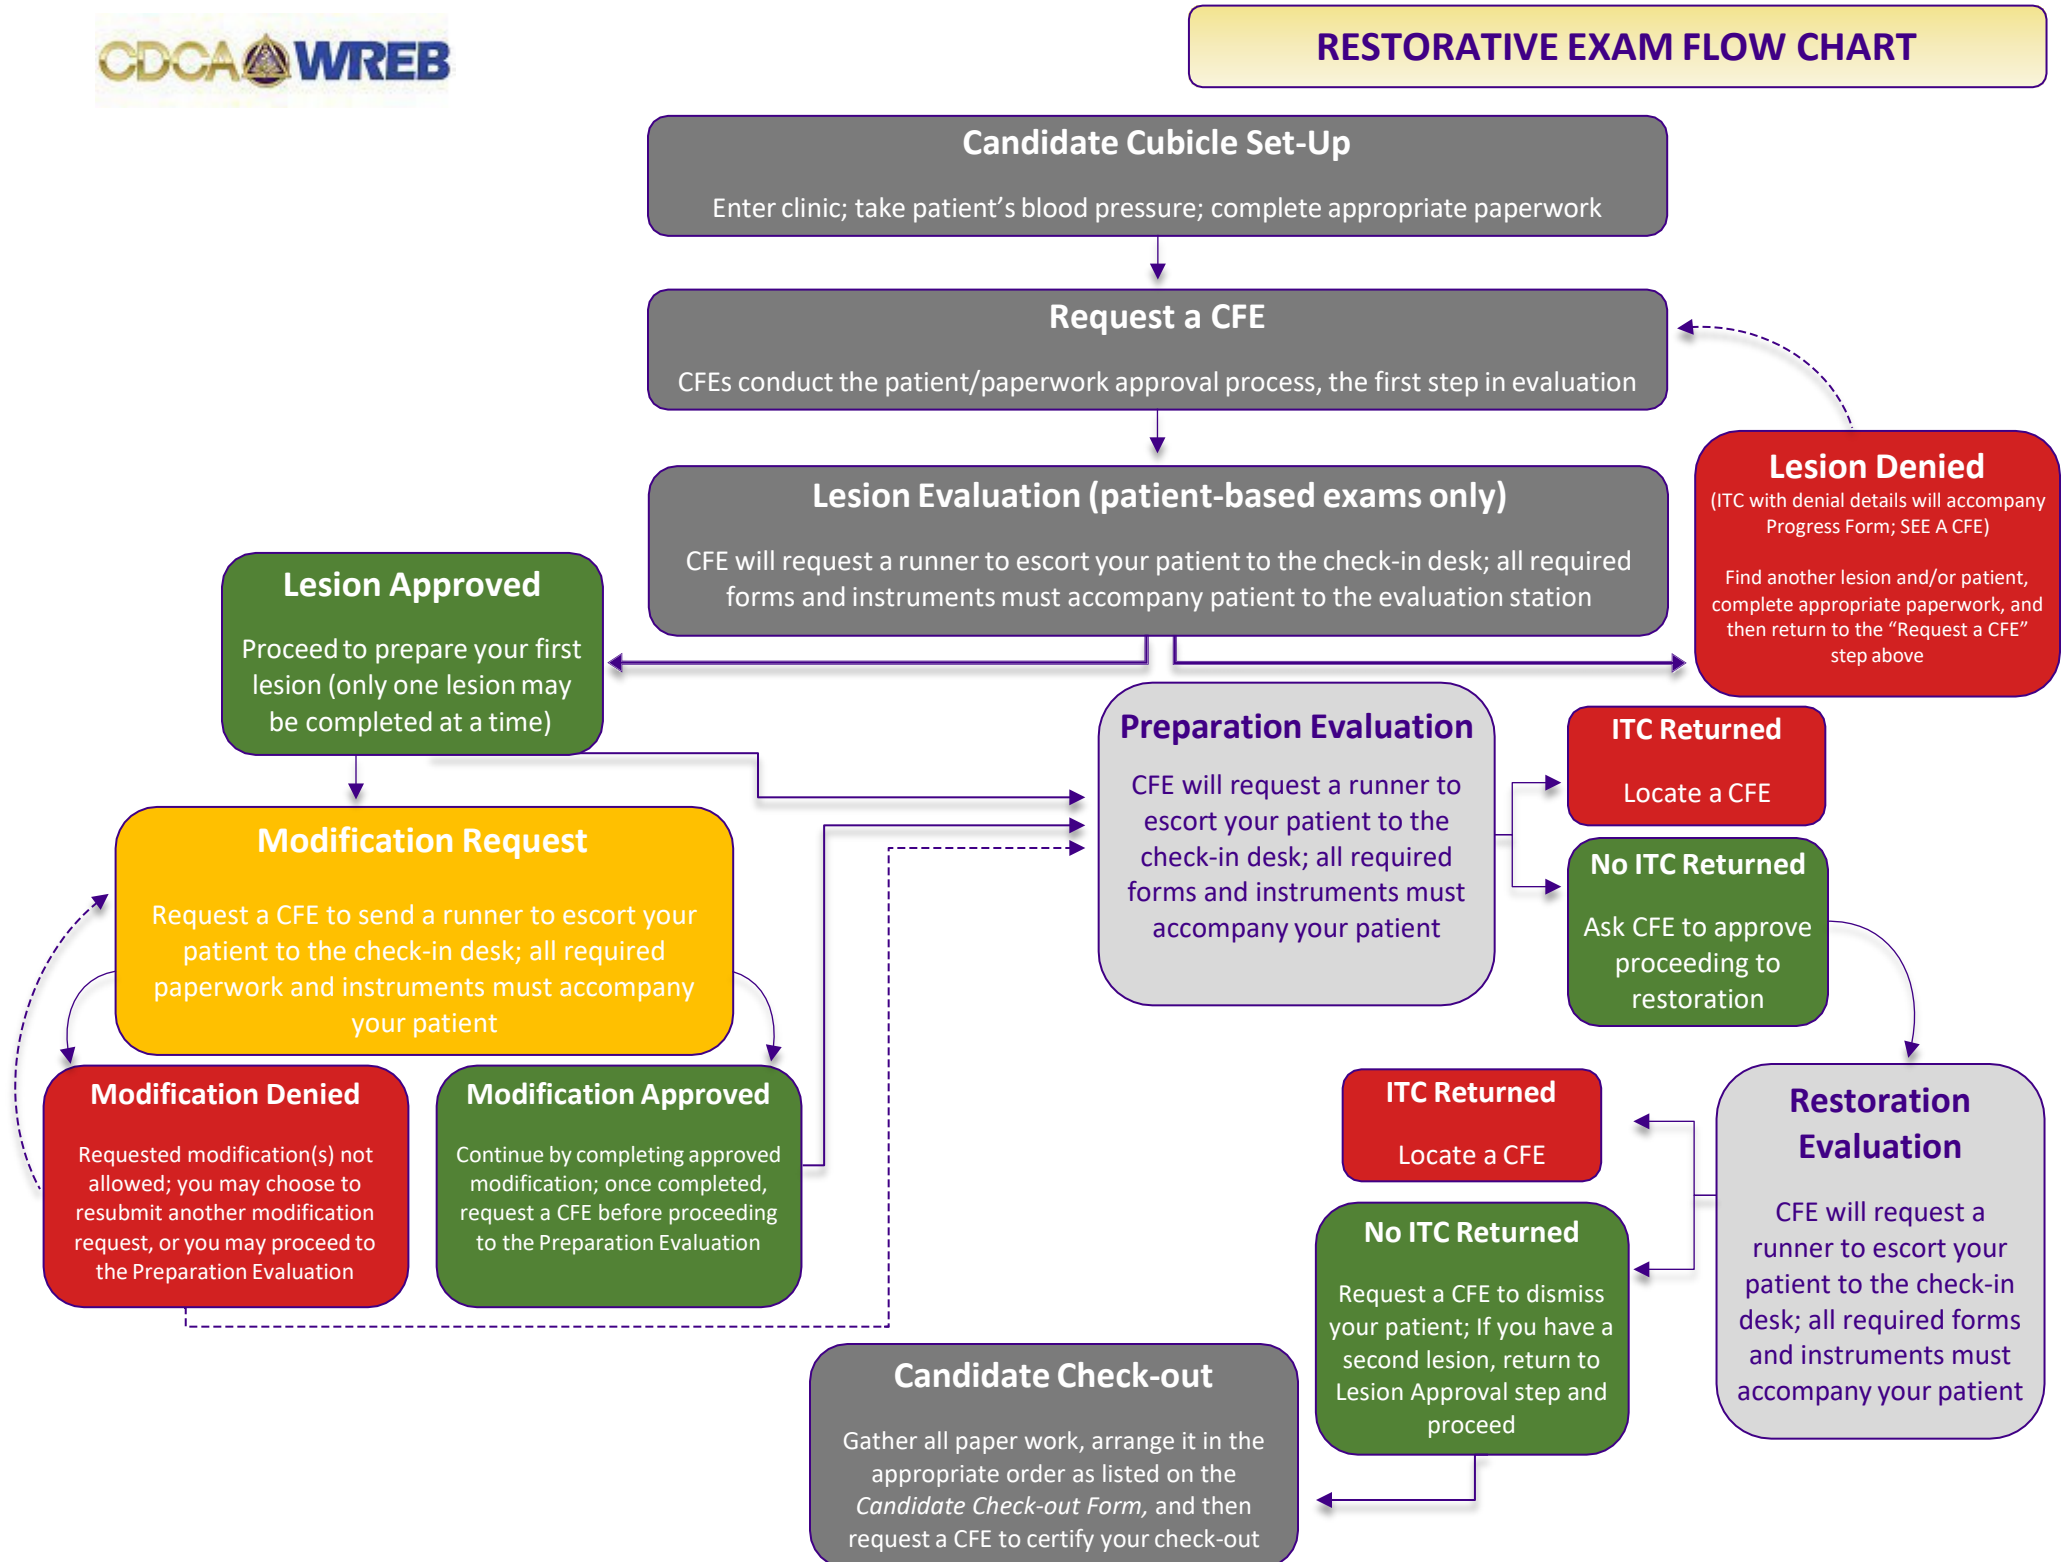 CDCA WREB
RESTORATIVE EXAM FLOW CHART
Candidate Cubicle Set-Up
Enter clinic; take patient’s blood pressure; complete appropriate paperwork
Request a CFE
CFEs conduct the patient/paperwork approval process, the first step in evaluation
Lesion Evaluation (patient-based exams only)
CFE will request a runner to escort your patient to the check-in desk; all required
forms and instruments must accompany patient to the evaluation station
Lesion Denied
(ITC with denial details will accompany
Progress Form; SEE A CFE)
Find another lesion and/or patient,
complete appropriate paperwork, and
then return to the “Request a CFE”
step above
Lesion Approved
Proceed to prepare your first
lesion (only one lesion may
be completed at a time)
Preparation Evaluation
CFE will request a runner to
escort your patient to the
check-in desk; all required
forms and instruments must
accompany your patient
ITC Returned
Locate a CFE
No ITC Returned
Ask CFE to approve
proceeding to
restoration
Modification Request
Request a CFE to send a runner to escort your
patient to the check-in desk; all required
paperwork and instruments must accompany
your patient
Modification Denied
Requested modification(s) not
allowed; you may choose to
resubmit another modification
request, or you may proceed to
the Preparation Evaluation
Modification Approved
Continue by completing approved
modification; once completed,
request a CFE before proceeding
to the Preparation Evaluation
Restoration
Evaluation
CFE will request a
runner to escort your
patient to the check-in
desk; all required forms
and instruments must
accompany your patient
ITC Returned
Locate a CFE
No ITC Returned
Request a CFE to dismiss
your patient; If you have a
second lesion, return to
Lesion Approval step and
proceed
Candidate Check-out
Gather all paper work, arrange it in the
appropriate order as listed on the
Candidate Check-out Form, and then
request a CFE to certify your check-out